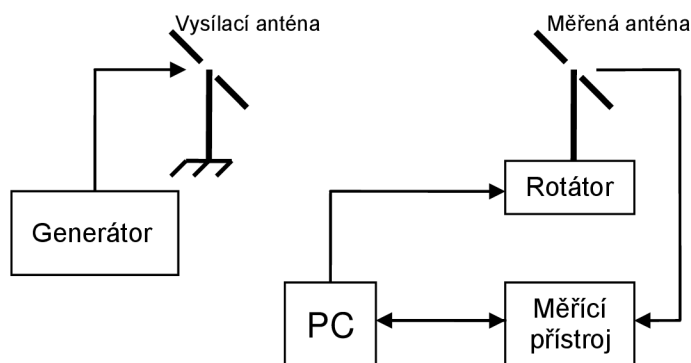 Vysílací anténa
Měřená anténa
Generátor
Rotátor
PC
Měřící
přístroj